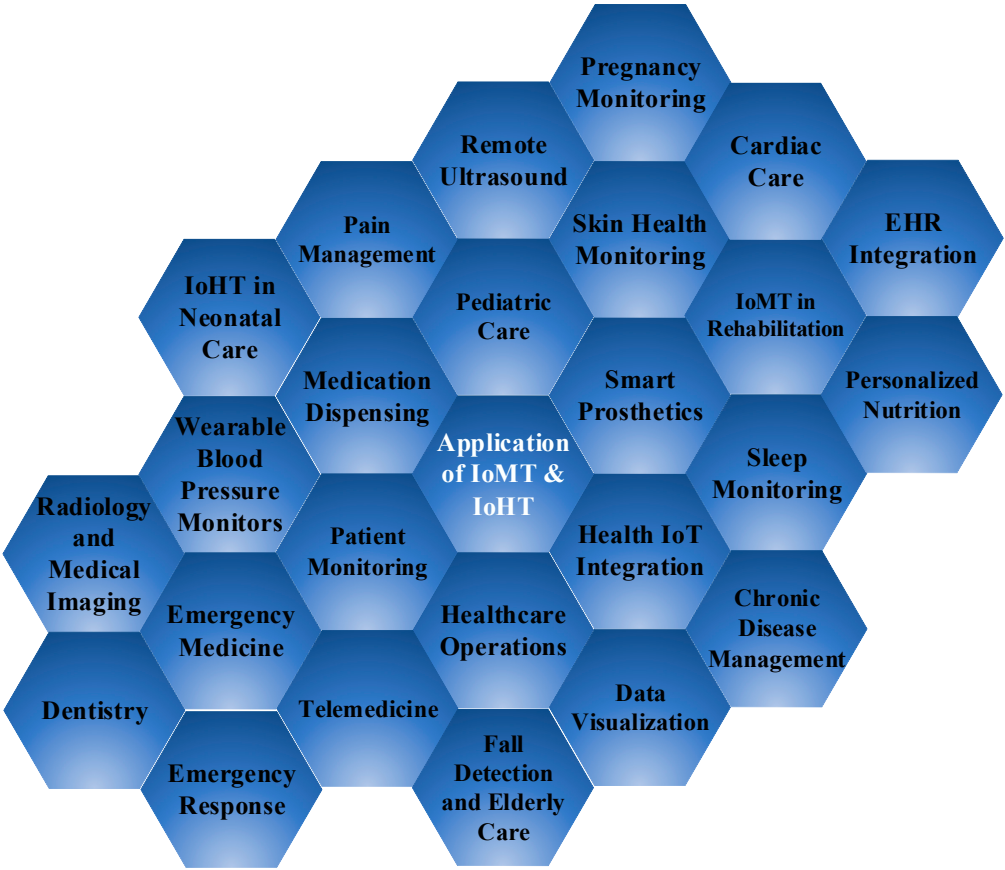 Pregnancy
Monitoring
Remote
Ultrasound
Cardiac
Care
Pain
Management
Skin Health
Monitoring
EHR
Integration
IoHT in
Neonatal
Care
Pediatric
Care
IoMT in
Rehabilitation
Medication
Dispensing
Smart
Prosthetics
Personalized
Nutrition
Wearable
Blood
Pressure
Monitors
Application
of IoMT &
IoHT
Sleep
Monitoring
Radiology
and
Medical
Imaging
Patient
Monitoring
Health IoT
Integration
Emergency
Medicine
Healthcare
Operations
Chronic
Disease
Management
Dentistry
Telemedicine
Data
Visualization
Emergency
Response
Fall
Detection
and Elderly
Care